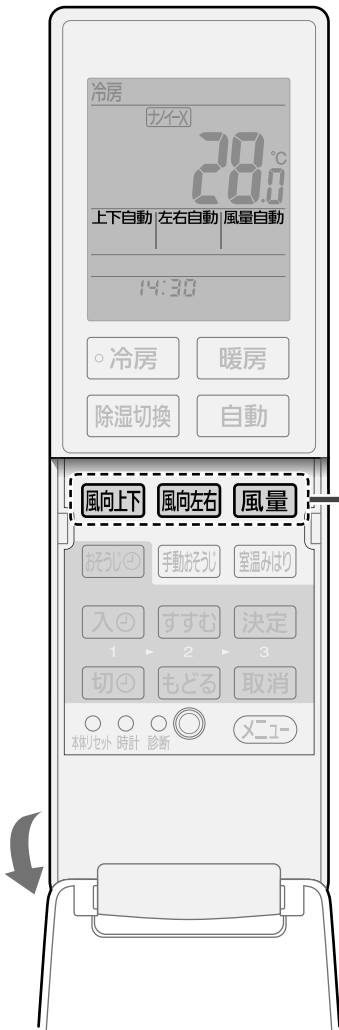 冷房
ナノイーX
28.0℃
上下自動 左右自動 風量自動
14:30
冷房 暖房
除湿切換 自動
風向上下 風向左右 風量
おそうじ 手動おそうじ 室温みはり
入 すすむ 決定
1 ► 2 ► 3
切 もどる 取消
本体リセット 時計 診断 メニュー